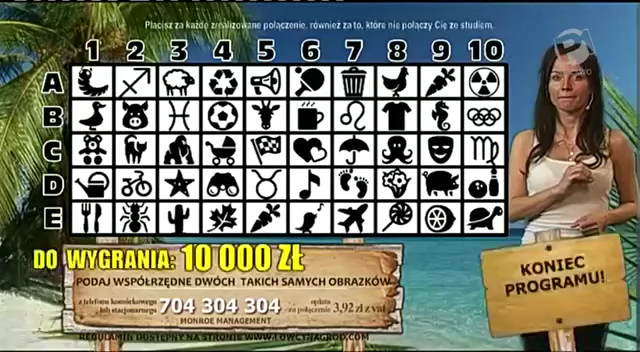 Płacisz za każde zrealizowane połączenie, również za to, które nie połączy Cię ze studiem.
1 2 3 4 5 6 7 8 9 10
A
B
C
D
E
DO WYGRANIA: 10 000 ZŁ
PODAJ WSPÓŁRZĘDNE DWÓCH TAKICH SAMYCH OBRAZKÓW
z telefonu komórkowego
lub stacjonarnego
704 304 304
opłata
za połączenie 3,92 zł z vat
MONROE MANAGEMENT
REGULAMIN DOSTĘPNY NA STRONIE WWW.LOWCYNAGROD.COM
KONIEC
PROGRAMU!